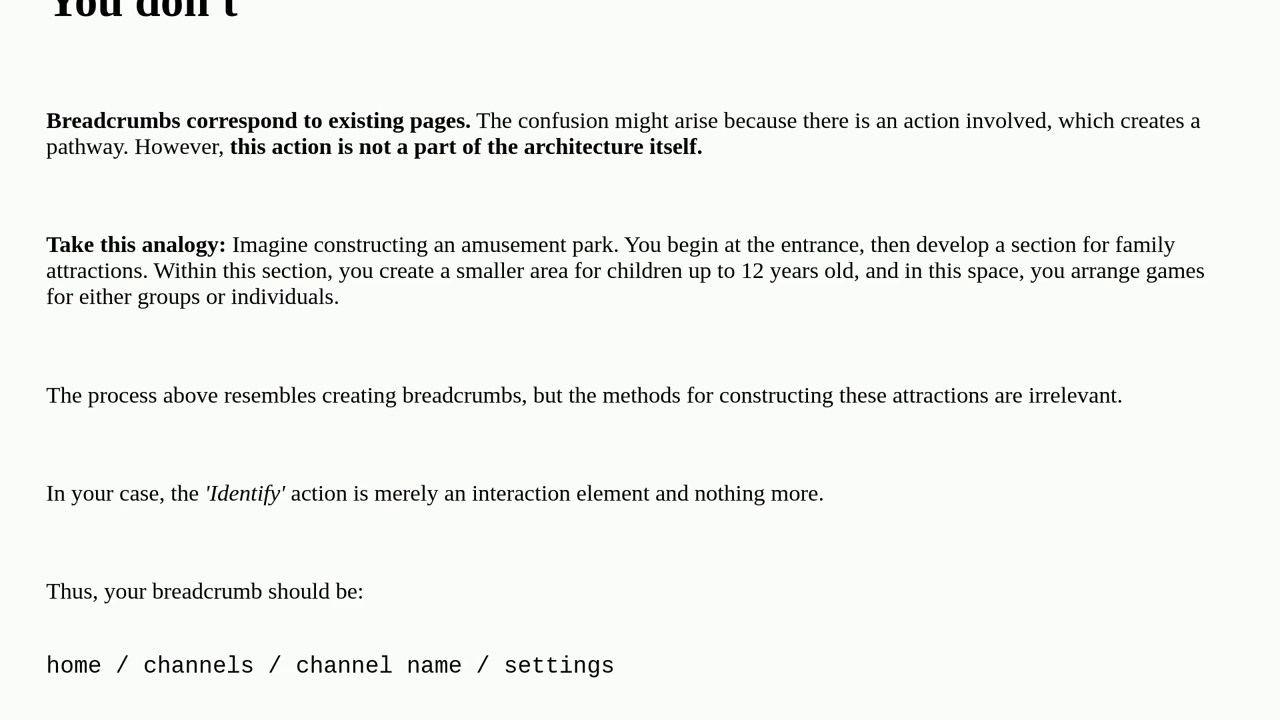 You don't
Breadcrumbs correspond to existing pages. The confusion might arise because there is an action involved, which creates a
pathway. However, this action is not a part of the architecture itself.
Take this analogy: Imagine constructing an amusement park. You begin at the entrance, then develop a section for family
attractions. Within this section, you create a smaller area for children up to 12 years old, and in this space, you arrange games
for either groups or individuals.
The process above resembles creating breadcrumbs, but the methods for constructing these attractions are irrelevant.
In your case, the 'Identify' action is merely an interaction element and nothing more.
Thus, your breadcrumb should be:
home / channels / channel name / settings